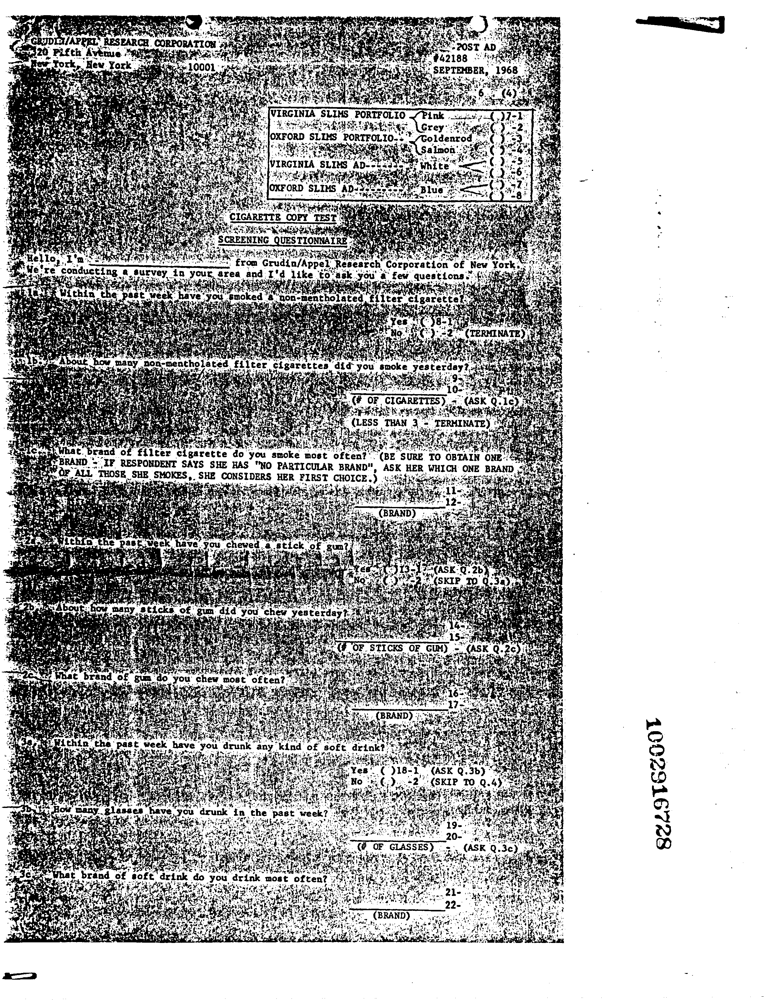 GRUDIN/APPEL RESEARCH CORPORATION
POST AD
20 Fifth Avenue
#42188
New York, New York 10001
SEPTEMBER, 1968
6 (4)
VIRGINIA SLIMS PORTFOLIO Pink ( )7-1
Grey ( ) -2
OXFORD SLIMS PORTFOLIO-- Goldenrod ( ) -3
Salmon ( ) -4
VIRGINIA SLIMS AD------- White ( ) -5
( ) -6
OXFORD SLIMS AD--------- Blue ( ) -7
( ) -8
CIGARETTE COPY TEST
SCREENING QUESTIONNAIRE
Hello, I'm ____________ from Grudin/Appel Research Corporation of New York.
We're conducting a survey in your area and I'd like to ask you a few questions.
1a. Within the past week have you smoked a non-mentholated filter cigarette?
Yes ( )8-1
No ( ) -2 (TERMINATE)
1b. About how many non-mentholated filter cigarettes did you smoke yesterday?
9-
10-
(# OF CIGARETTES) - (ASK Q.1c)
(LESS THAN 3 - TERMINATE)
1c. What brand of filter cigarette do you smoke most often? (BE SURE TO OBTAIN ONE
BRAND - IF RESPONDENT SAYS SHE HAS "NO PARTICULAR BRAND", ASK HER WHICH ONE BRAND
OF ALL THOSE SHE SMOKES, SHE CONSIDERS HER FIRST CHOICE.)
11-
12-
(BRAND)
2a. Within the past week have you chewed a stick of gum?
Yes ( )13-1 (ASK Q.2b)
No ( ) -2 (SKIP TO Q.3a)
2b. About how many sticks of gum did you chew yesterday?
14-
15-
(# OF STICKS OF GUM) - (ASK Q.2c)
2c. What brand of gum do you chew most often?
16-
17-
(BRAND)
3a. Within the past week have you drunk any kind of soft drink?
Yes ( )18-1 (ASK Q.3b)
No ( ) -2 (SKIP TO Q.4)
How many glasses have you drunk in the past week?
19-
20-
(# OF GLASSES) (ASK Q.3c)
3c. What brand of soft drink do you drink most often?
21-
22-
(BRAND)
1002916728